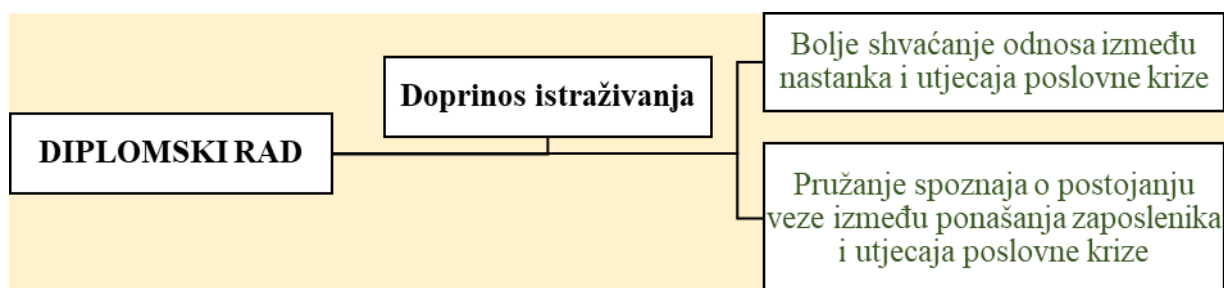 DIPLOMSKI RAD
Doprinos istraživanja
Bolje shvaćanje odnosa između
nastanka i utjecaja poslovne krize
Pružanje spoznaja o postojanju
veze između ponašanja zaposlenika
i utjecaja poslovne krize